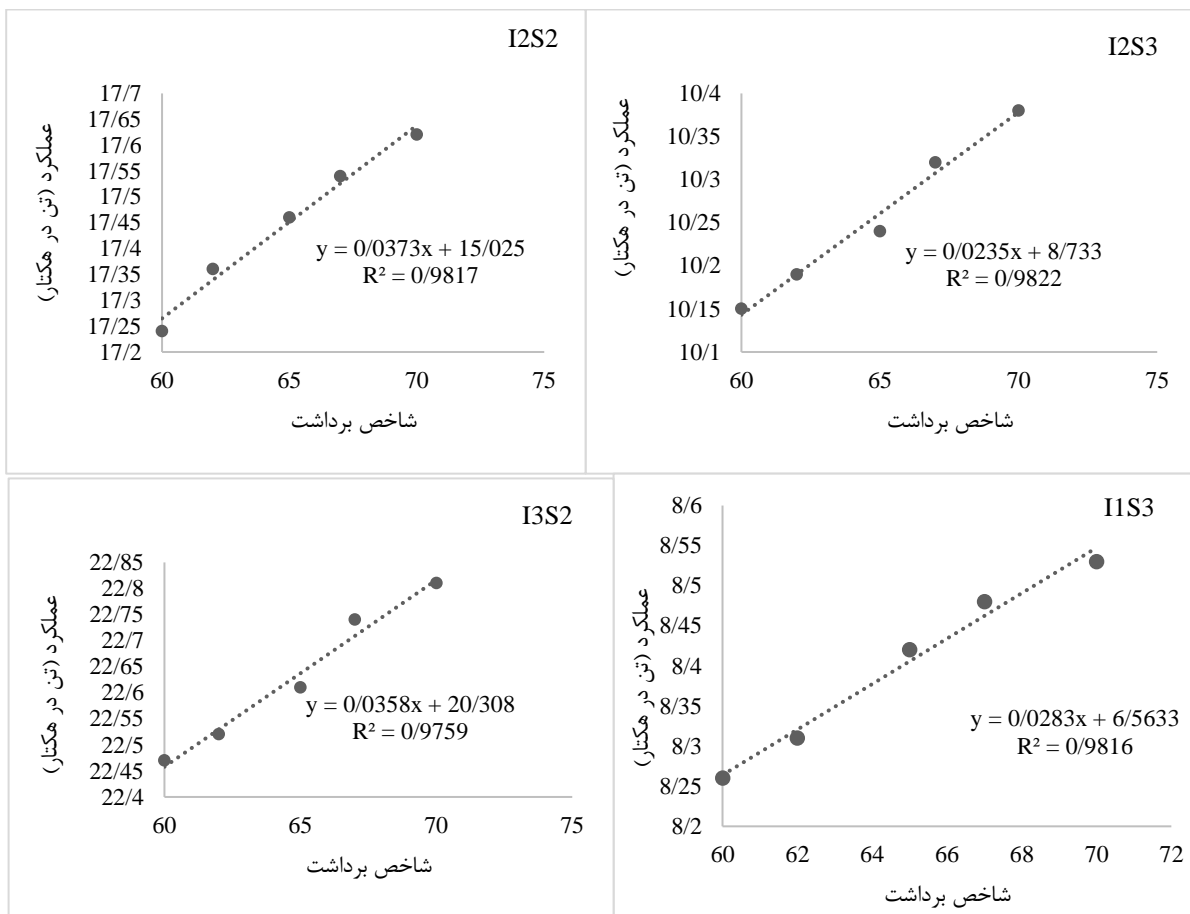 I2S2
عملکرد (تن در هکتار)
17/7
17/65
17/6
17/55
17/5
17/45
17/4
17/35
17/3
17/25
17/2
y = 0/0373x + 15/025
R² = 0/9817
60 65 70 75
شاخص برداشت
I2S3
عملکرد (تن در هکتار)
10/4
10/35
10/3
10/25
10/2
10/15
10/1
y = 0/0235x + 8/733
R² = 0/9822
60 65 70 75
شاخص برداشت
I3S2
عملکرد (تن در هکتار)
22/85
22/8
22/75
22/7
22/65
22/6
22/55
22/5
22/45
22/4
y = 0/0358x + 20/308
R² = 0/9759
60 65 70 75
شاخص برداشت
I1S3
عملکرد (تن در هکتار)
8/6
8/55
8/5
8/45
8/4
8/35
8/3
8/25
8/2
y = 0/0283x + 6/5633
R² = 0/9816
60 62 64 66 68 70 72
شاخص برداشت